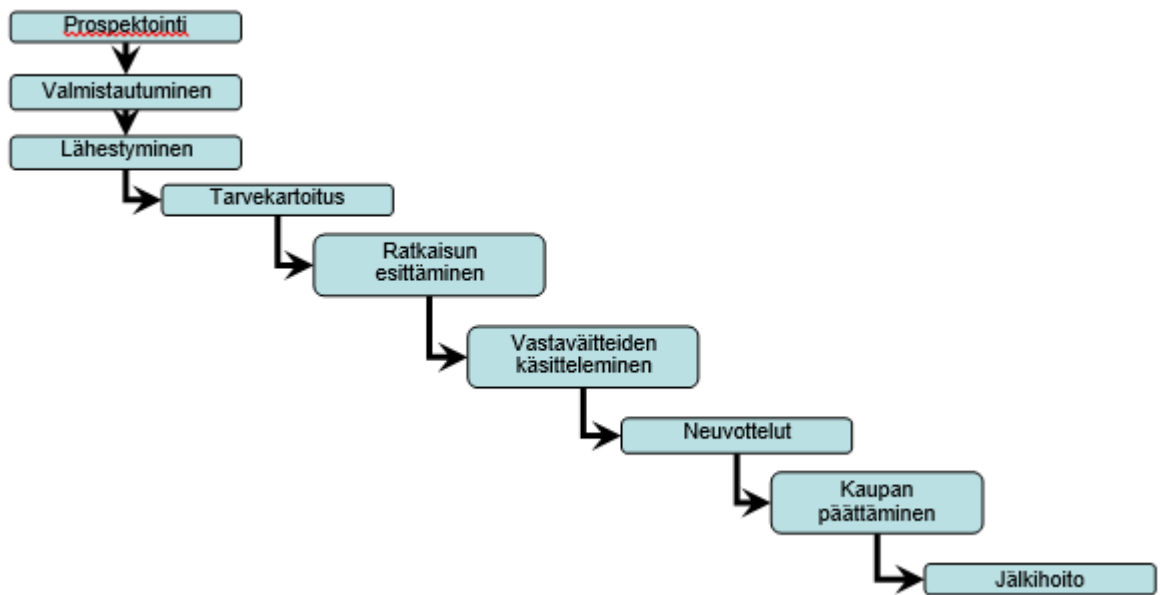 Prospektointi
Valmistautuminen
Lähestyminen
Tarvekartoitus
Ratkaisun
esittäminen
Vastaväitteiden
käsitteleminen
Neuvottelut
Kaupan
päättäminen
Jälkihoito